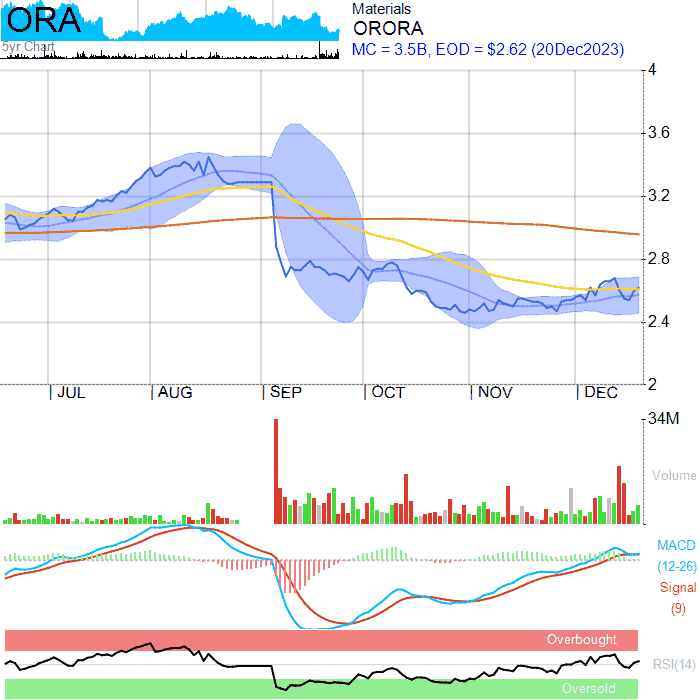 ORA
5yr Chart
Materials
ORORA
MC = 3.5B, EOD = $2.62 (20Dec2023)
4
3.6
3.2
2.8
2.4
2
JUL AUG SEP OCT NOV DEC
34M
Volume
MACD
(12-26)
Signal
(9)
Overbought
RSI(14)
Oversold